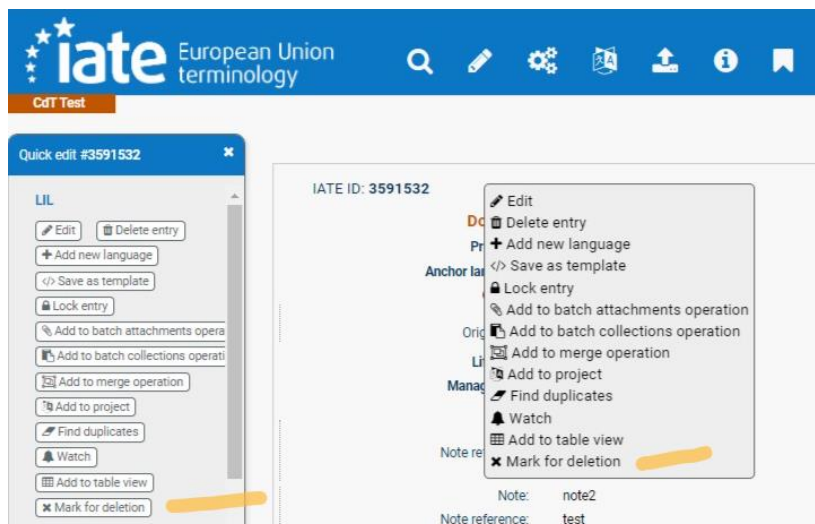 iate European Union
terminology
CdT Test
Quick edit #3591532
LIL
Edit Delete entry
+ Add new language
</> Save as template
Lock entry
Add to batch attachments opera
Add to batch collections operati
Add to merge operation
Add to project
Find duplicates
Watch
Add to table view
Mark for deletion
IATE ID: 3591532
Do
Pr
Anchor la
Orig
Li
Manag
Note re
Note: note2
Note reference: test
Edit
Delete entry
+ Add new language
</> Save as template
Lock entry
Add to batch attachments operation
Add to batch collections operation
Add to merge operation
Add to project
Find duplicates
Watch
Add to table view
Mark for deletion